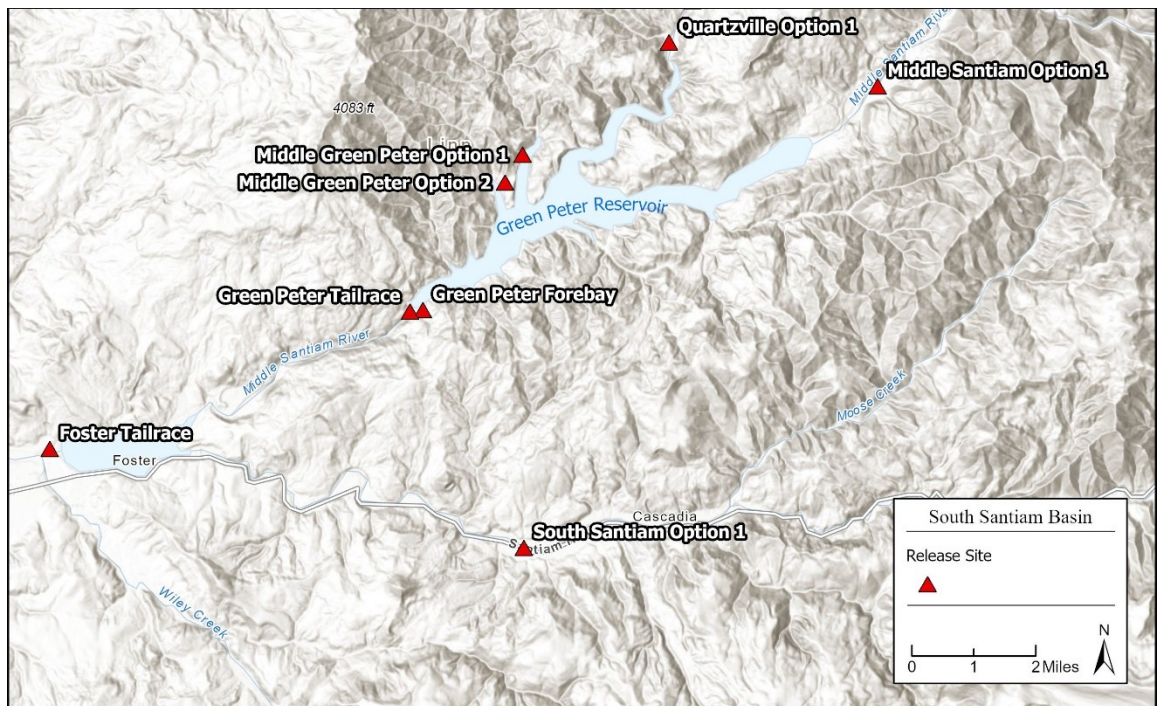 Quartzville Option 1
Middle Santiam River
Middle Santiam Option 1
4083 ft
Linn
Middle Green Peter Option 1
Middle Green Peter Option 2
Green Peter Reservoir
Green Peter Tailrace
Green Peter Forebay
Middle Santiam River
Moose Creek
Foster Tailrace
Foster
Cascadia
South Santiam Option 1
Wiley Creek
South Santiam Basin
Release Site
N
0 1 2 Miles